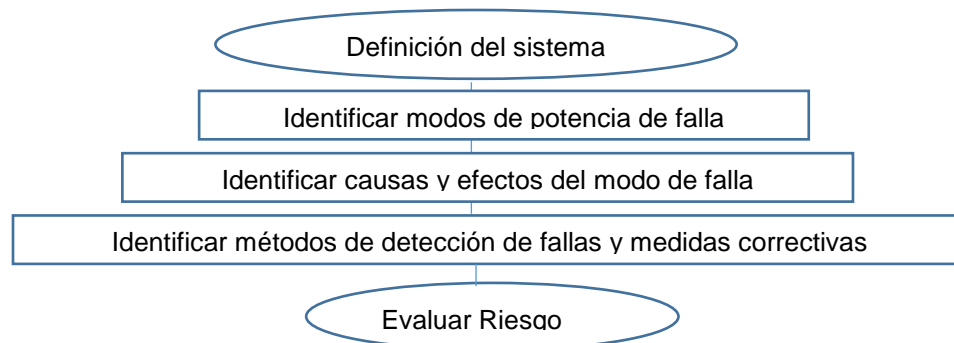 Definición del sistema
Identificar modos de potencia de falla
Identificar causas y efectos del modo de falla
Identificar métodos de detección de fallas y medidas correctivas
Evaluar Riesgo